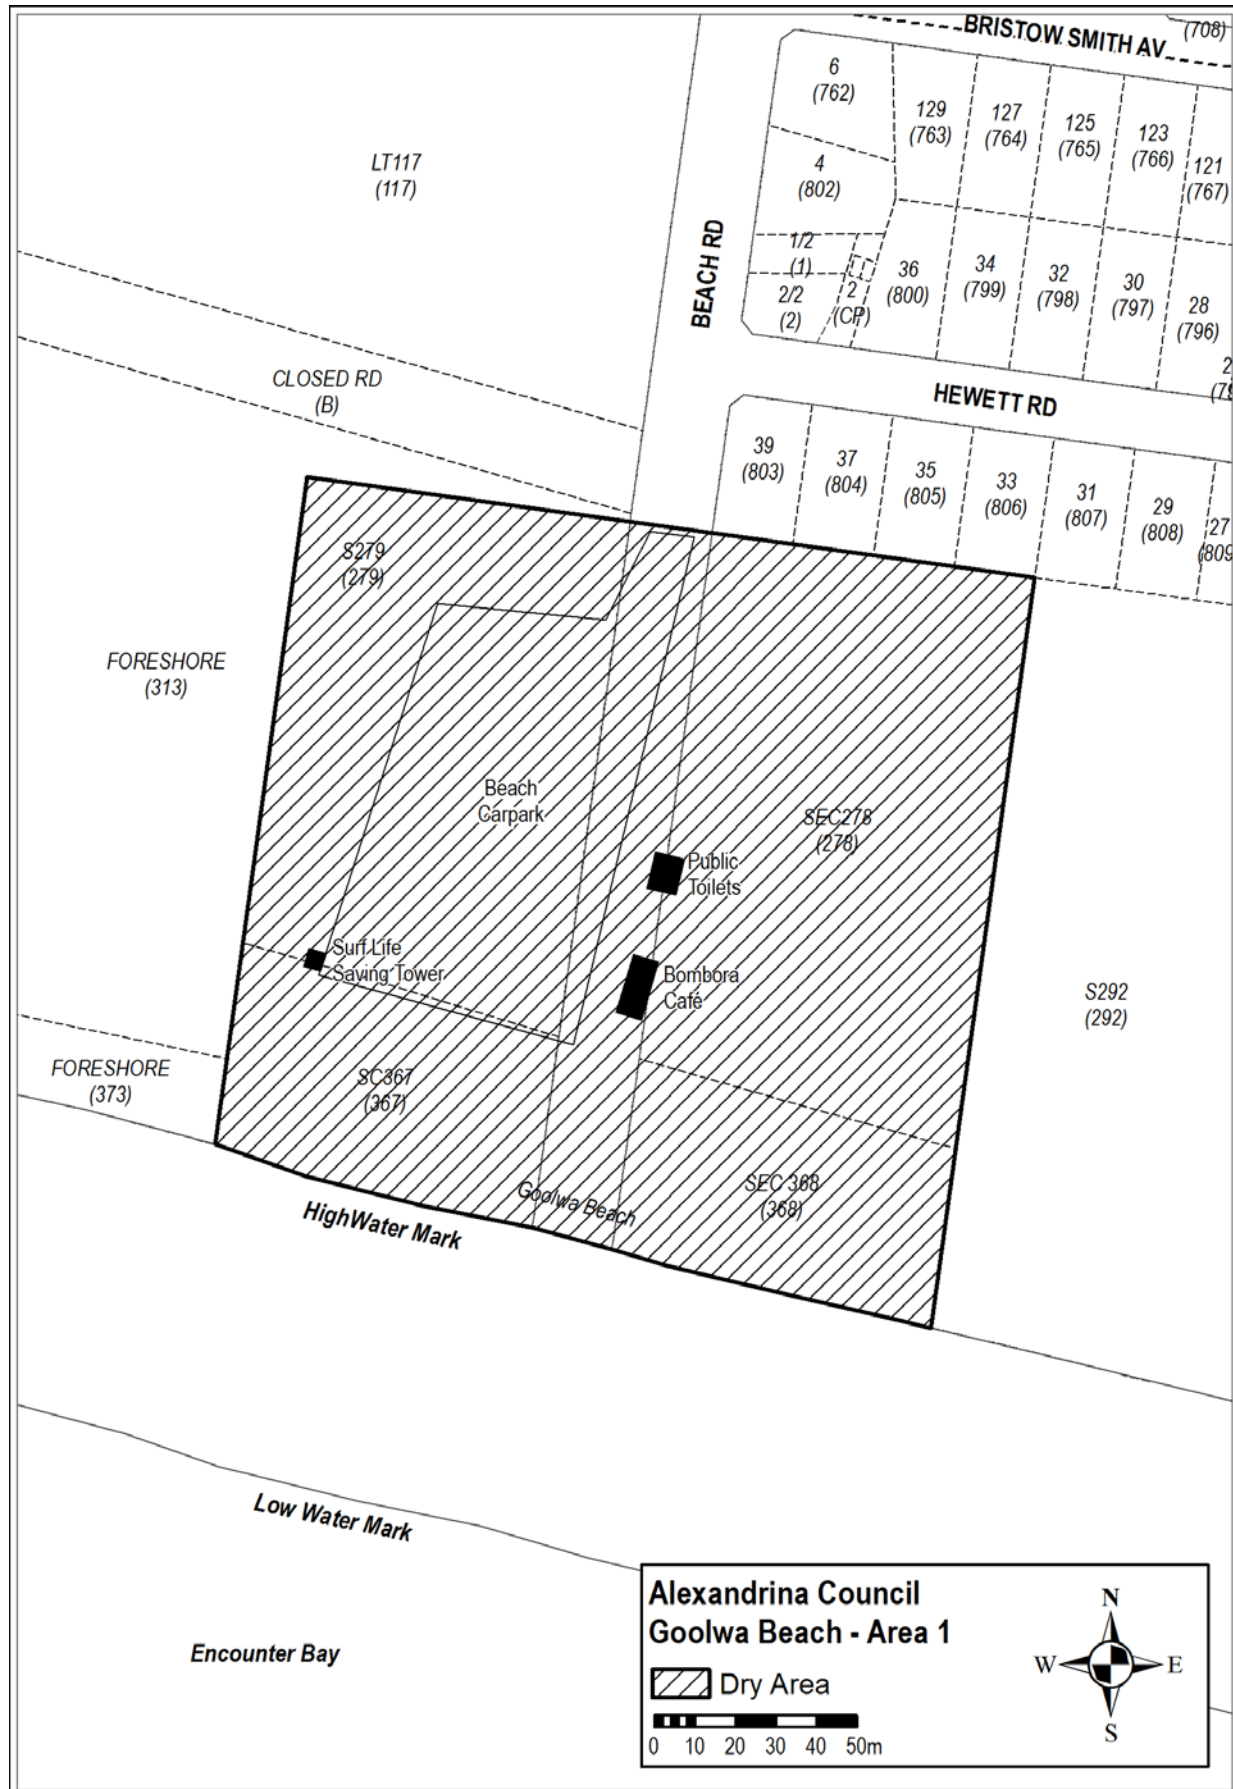 BRISTOW SMITH AV
(708)
6
(762)
129
(763)
127
(764)
125
(765)
123
(766)
121
(767)
LT117
(117)
4
(802)
1/2
(1)
2/2
(2)
2
(CP)
36
(800)
34
(799)
32
(798)
30
(797)
28
(796)
BEACH RD
CLOSED RD
(B)
HEWETT RD
39
(803)
37
(804)
35
(805)
33
(806)
31
(807)
29
(808)
27
(809
S279
(279)
FORESHORE
(313)
Beach
Carpark
SEC278
(278)
Public
Toilets
Surf Life
Saving Tower
Bombora
Café
S292
(292)
FORESHORE
(373)
SC367
(367)
SEC 368
(368)
Goolwa Beach
HighWater Mark
Low Water Mark
Encounter Bay
Alexandrina Council
Goolwa Beach - Area 1
Dry Area
0 10 20 30 40 50m
N
W E
S